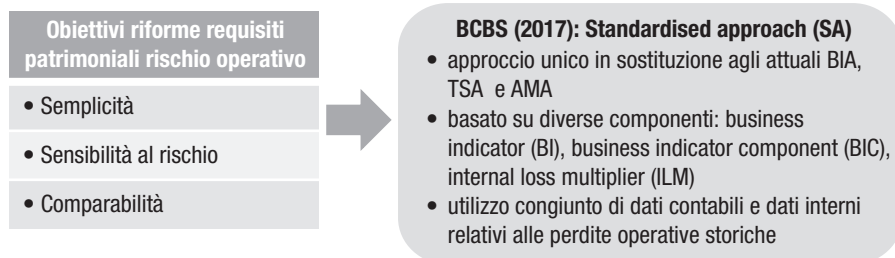 Obiettivi riforme requisiti
patrimoniali rischio operativo
• Semplicità
• Sensibilità al rischio
• Comparabilità
BCBS (2017): Standardised approach (SA)
• approccio unico in sostituzione agli attuali BIA,
TSA e AMA
• basato su diverse componenti: business
indicator (BI), business indicator component (BIC),
internal loss multiplier (ILM)
• utilizzo congiunto di dati contabili e dati interni
relativi alle perdite operative storiche